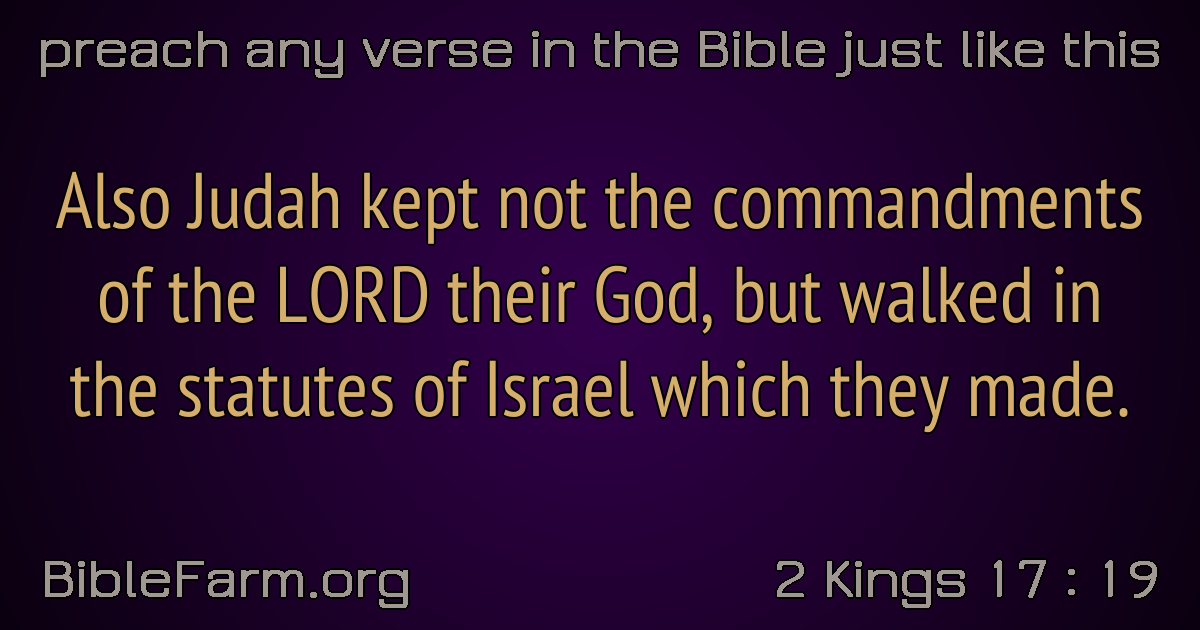 preach any verse in the Bible just like this
Also Judah kept not the commandments
of the LORD their God, but walked in
the statutes of Israel which they made.
BibleFarm.org
2 Kings 17 : 19